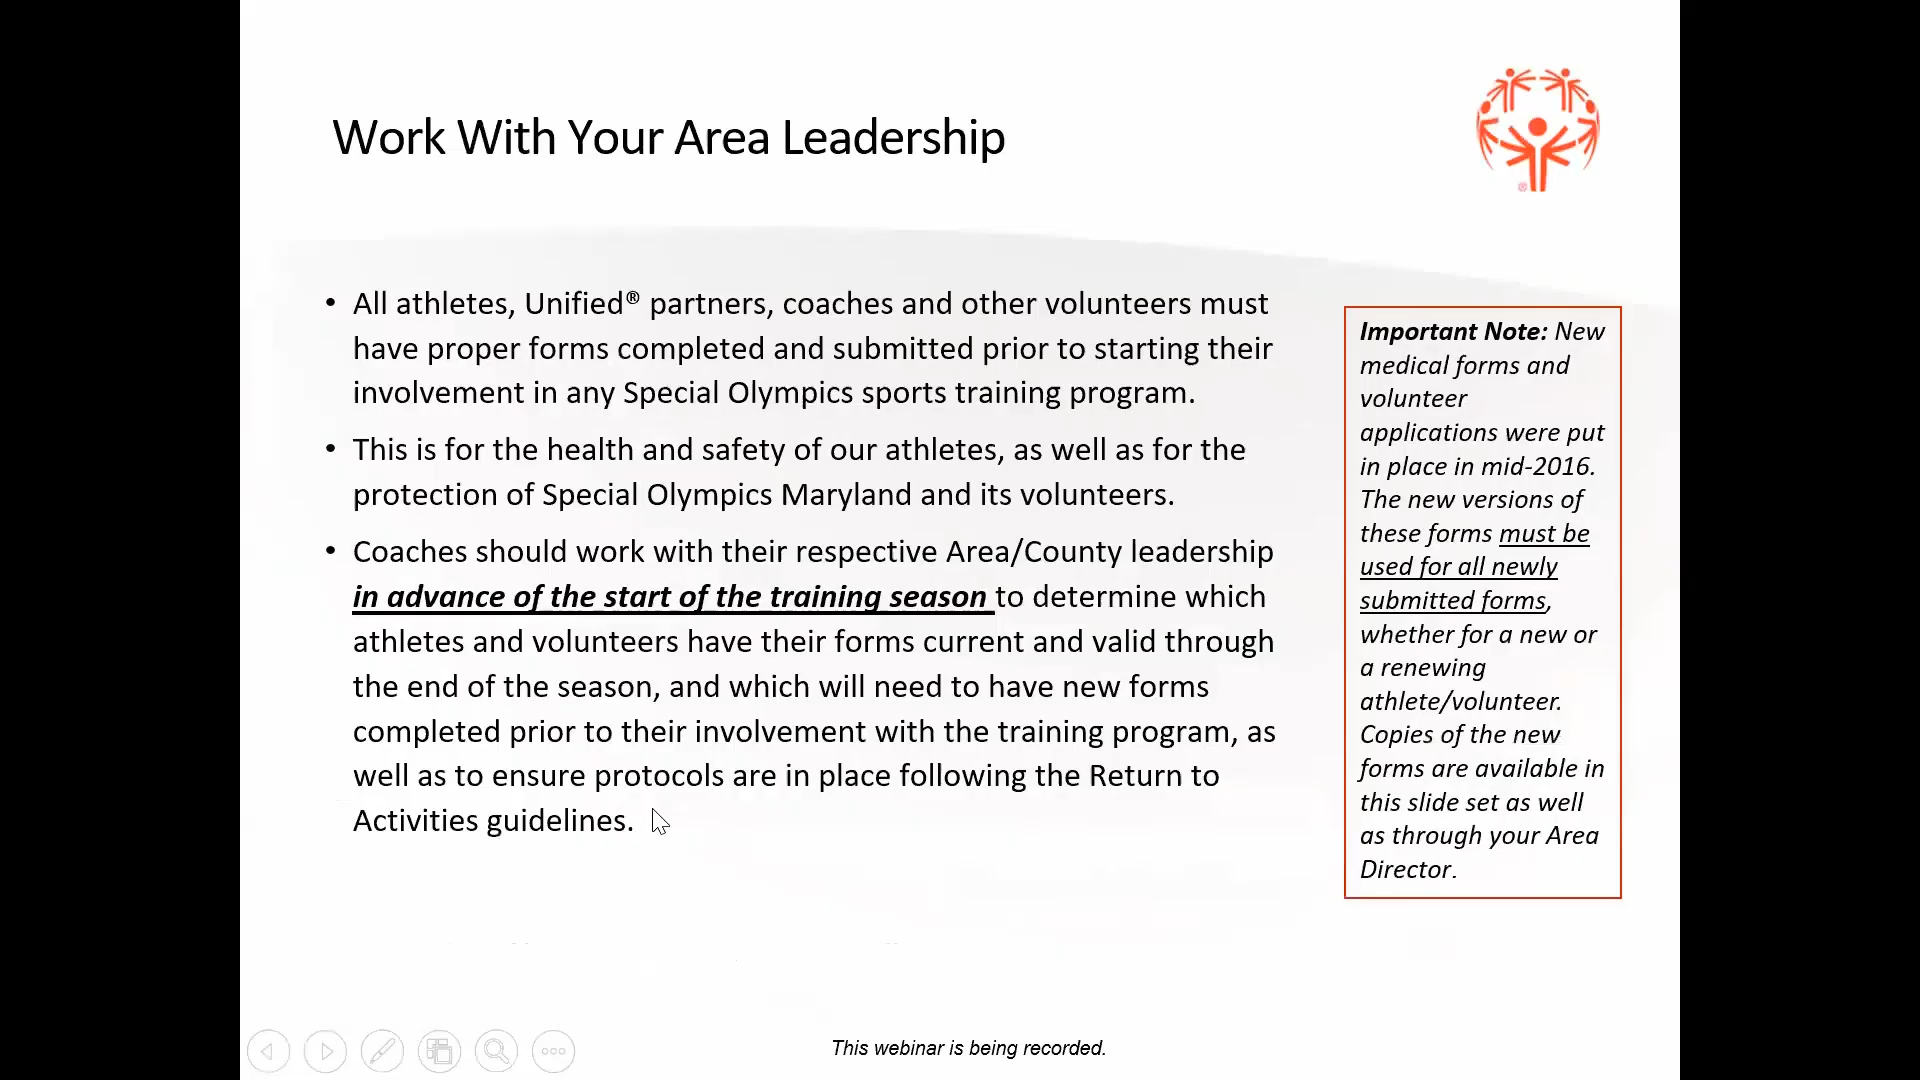 Work With Your Area Leadership
• All athletes, Unified® partners, coaches and other volunteers must
have proper forms completed and submitted prior to starting their
involvement in any Special Olympics sports training program.
• This is for the health and safety of our athletes, as well as for the
protection of Special Olympics Maryland and its volunteers.
• Coaches should work with their respective Area/County leadership
in advance of the start of the training season to determine which
athletes and volunteers have their forms current and valid through
the end of the season, and which will need to have new forms
completed prior to their involvement with the training program, as
well as to ensure protocols are in place following the Return to
Activities guidelines.
Important Note: New
medical forms and
volunteer
applications were put
in place in mid-2016.
The new versions of
these forms must be
used for all newly
submitted forms,
whether for a new or
a renewing
athlete/volunteer.
Copies of the new
forms are available in
this slide set as well
as through your Area
Director.
This webinar is being recorded.